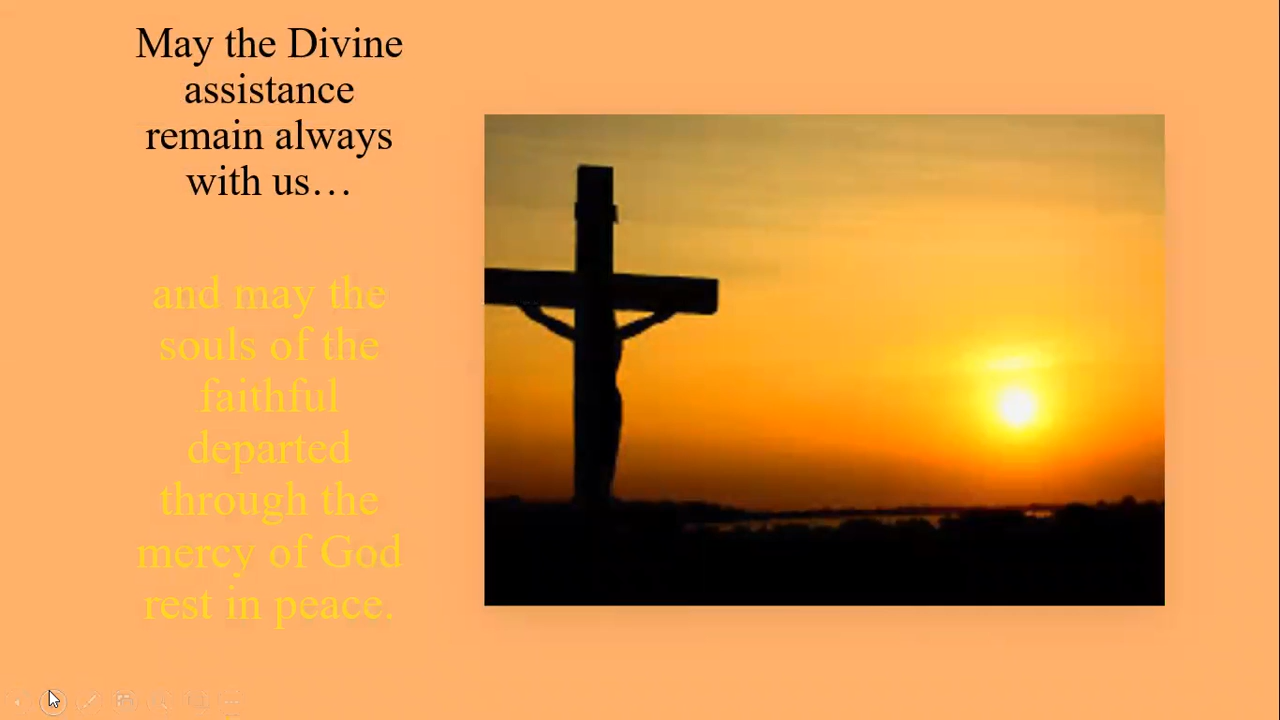 May the Divine
assistance
remain always
with us…
and may the
souls of the
faithful
departed
through the
mercy of God
rest in peace.